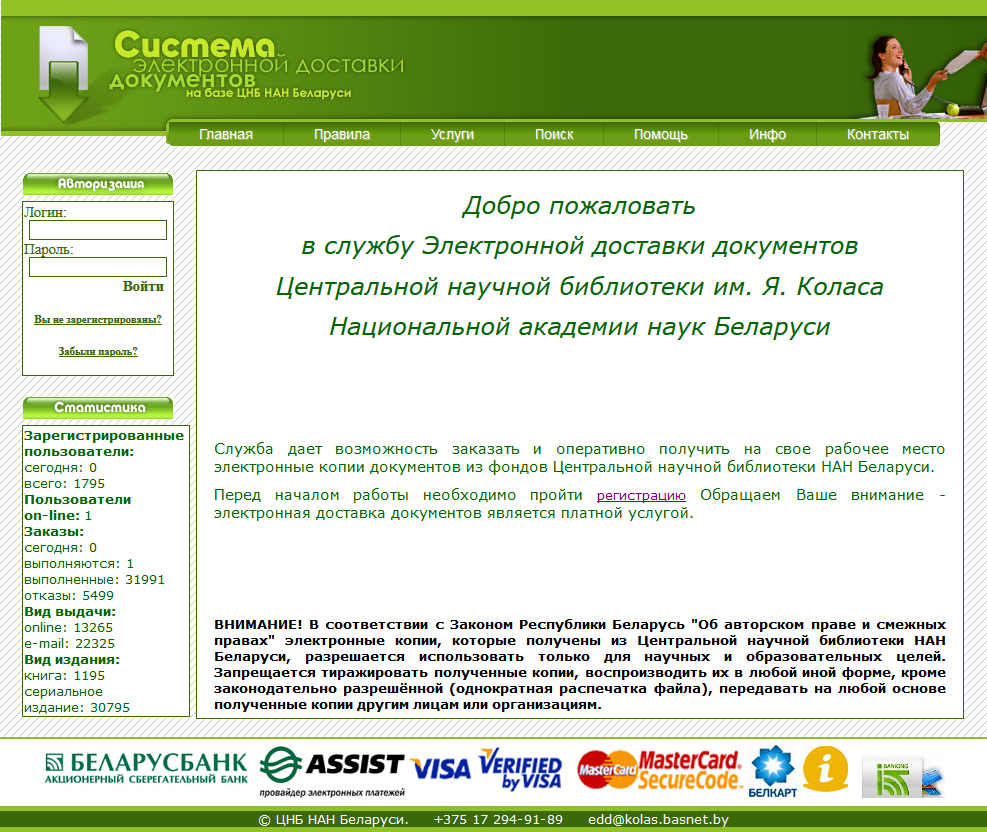 Система
электронной доставки
документов
на базе ЦНБ НАН Беларуси
Главная Правила Услуги Поиск Помощь Инфо Контакты
Авторизация
Логин:
Пароль:
Войти
Вы не зарегистрированы?
Забыли пароль?
Статистика
Зарегистрированные
пользователи:
сегодня: 0
всего: 1795
Пользователи
on-line: 1
Заказы:
сегодня: 0
выполняются: 1
выполненные: 31991
отказы: 5499
Вид выдачи:
online: 13265
e-mail: 22325
Вид издания:
книга: 1195
сериальное
издание: 30795
Добро пожаловать
в службу Электронной доставки документов
Центральной научной библиотеки им. Я. Коласа
Национальной академии наук Беларуси
Служба дает возможность заказать и оперативно получить на свое рабочее место
электронные копии документов из фондов Центральной научной библиотеки НАН Беларуси.
Перед началом работы необходимо пройти регистрацию Обращаем Ваше внимание -
электронная доставка документов является платной услугой.
ВНИМАНИЕ! В соответствии с Законом Республики Беларусь "Об авторском праве и смежных
правах" электронные копии, которые получены из Центральной научной библиотеки НАН
Беларуси, разрешается использовать только для научных и образовательных целей.
Запрещается тиражировать полученные копии, воспроизводить их в любой иной форме, кроме
законодательно разрешённой (однократная распечатка файла), передавать на любой основе
полученные копии другим лицам или организациям.
БЕЛАРУСБАНК
АКЦИОНЕРНЫЙ СБЕРЕГАТЕЛЬНЫЙ БАНК
ASSIST
провайдер электронных платежей
VISA
VERIFIED
by VISA
MasterCard
MasterCard.
SecureCode.
БЕЛКАРТ
i
BANKING
© ЦНБ НАН Беларуси. +375 17 294-91-89 edd@kolas.basnet.by